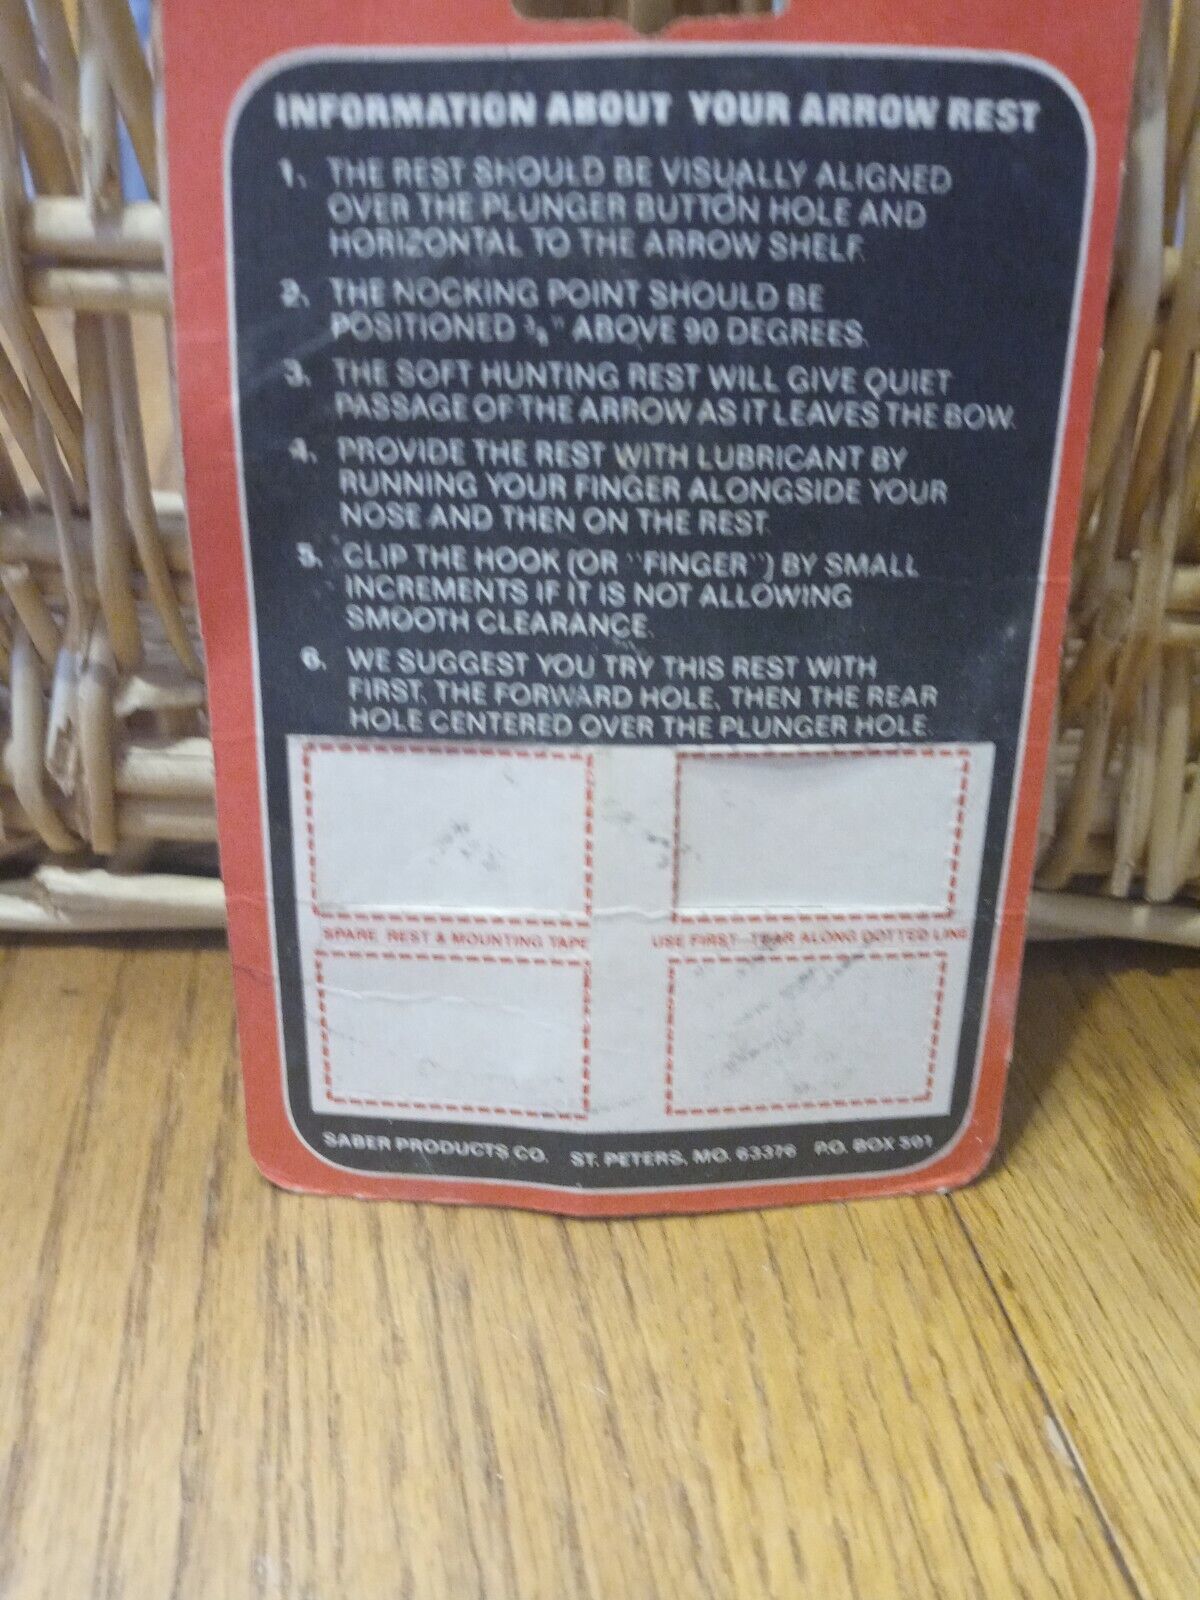 INFORMATION ABOUT YOUR ARROW REST
1. THE REST SHOULD BE VISUALLY ALIGNED
OVER THE PLUNGER BUTTON HOLE AND
HORIZONTAL TO THE ARROW SHELF.
2. THE NOCKING POINT SHOULD BE
POSITIONED ABOVE 90 DEGREES.
3. THE SOFT HUNTING REST WILL GIVE QUIET
PASSAGE OF THE ARROW AS IT LEAVES THE BOW.
4. PROVIDE THE REST WITH LUBRICANT BY
RUNNING YOUR FINGER ALONGSIDE YOUR
NOSE AND THEN ON THE REST.
5. CLIP THE HOOK (OR "FINGER") BY SMALL
INCREMENTS IF IT IS NOT ALLOWING
SMOOTH CLEARANCE.
6. WE SUGGEST YOU TRY THIS REST WITH
FIRST, THE FORWARD HOLE, THEN THE REAR
HOLE CENTERED OVER THE PLUNGER HOLE.
SPARE REST & MOUNTING TAPE USE FIRST - TEAR ALONG DOTTED LINE
SABER PRODUCTS CO. ST. PETERS, MO. 63376 P.O. BOX